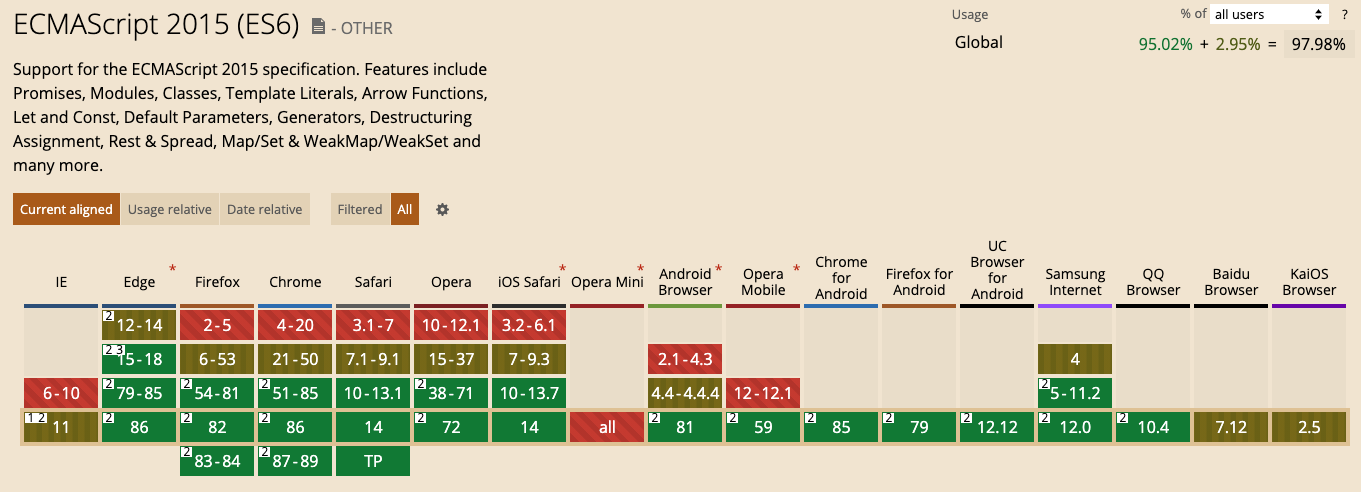 ECMAScript 2015 (ES6) - OTHER
Usage % of all users ?
Global 95.02% + 2.95% = 97.98%
Support for the ECMAScript 2015 specification. Features include
Promises, Modules, Classes, Template Literals, Arrow Functions,
Let and Const, Default Parameters, Generators, Destructuring
Assignment, Rest & Spread, Map/Set & WeakMap/WeakSet and
many more.
Current aligned Usage relative Date relative Filtered All
IE
Edge *
Firefox
Chrome
Safari
Opera
iOS Safari *
Opera Mini *
Android *
Browser
Opera *
Mobile
Chrome
for
Android
Firefox for
Android
UC
Browser
for
Android
Samsung
Internet
QQ
Browser
Baidu
Browser
KaiOS
Browser
2 12-14 2-5 4-20 3.1-7 10-12.1 3.2-6.1
2 3 15-18 6-53 21-50 7.1-9.1 15-37 7-9.3 2.1-4.3 4
6-10 2 79-85 2 54-81 2 51-85 10-13.1 2 38-71 10-13.7 4.4-4.4.4 12-12.1 2 5-11.2
1 2 11 2 86 2 82 2 86 14 2 72 14 all 2 81 2 59 2 85 2 79 2 12.12 2 12.0 2 10.4 7.12 2.5
2 83-84 2 87-89 TP